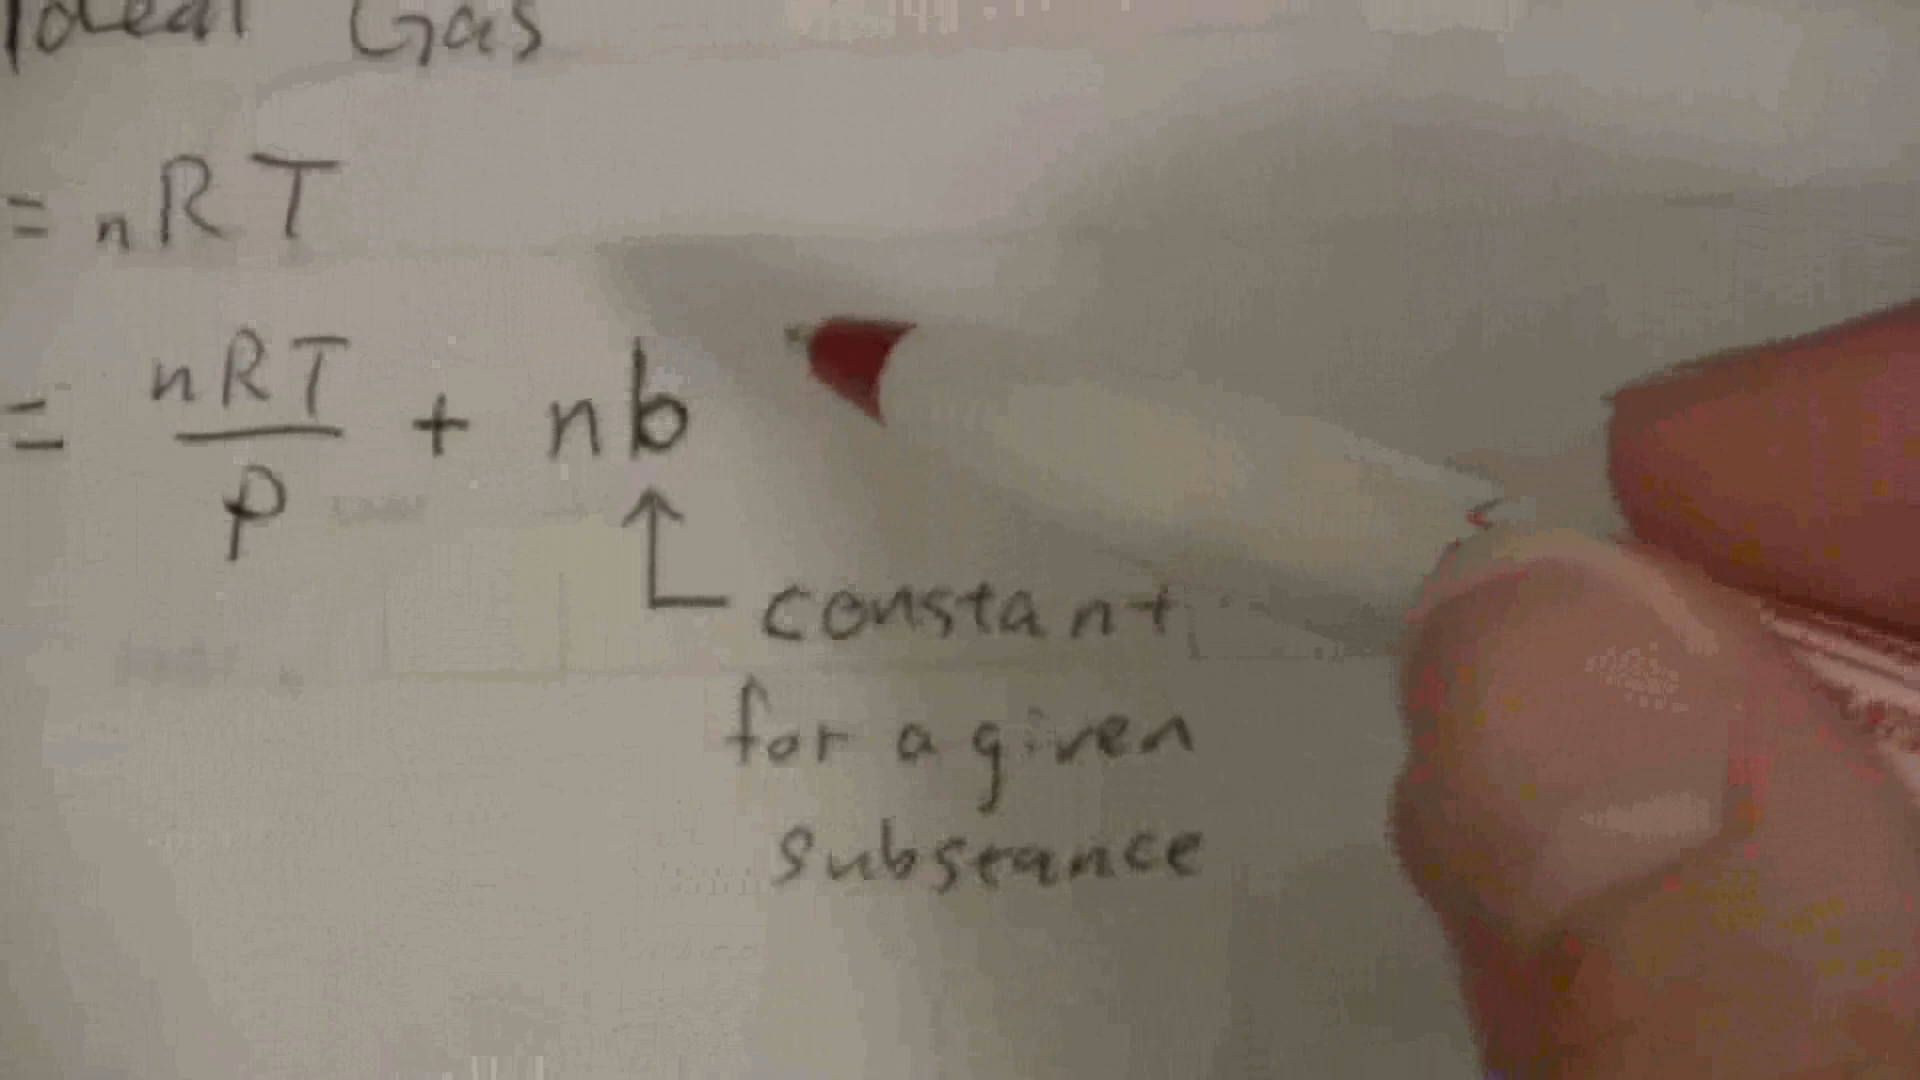 Ideal Gas
= nRT
= nRT/P + nb
constant
for a given
substance